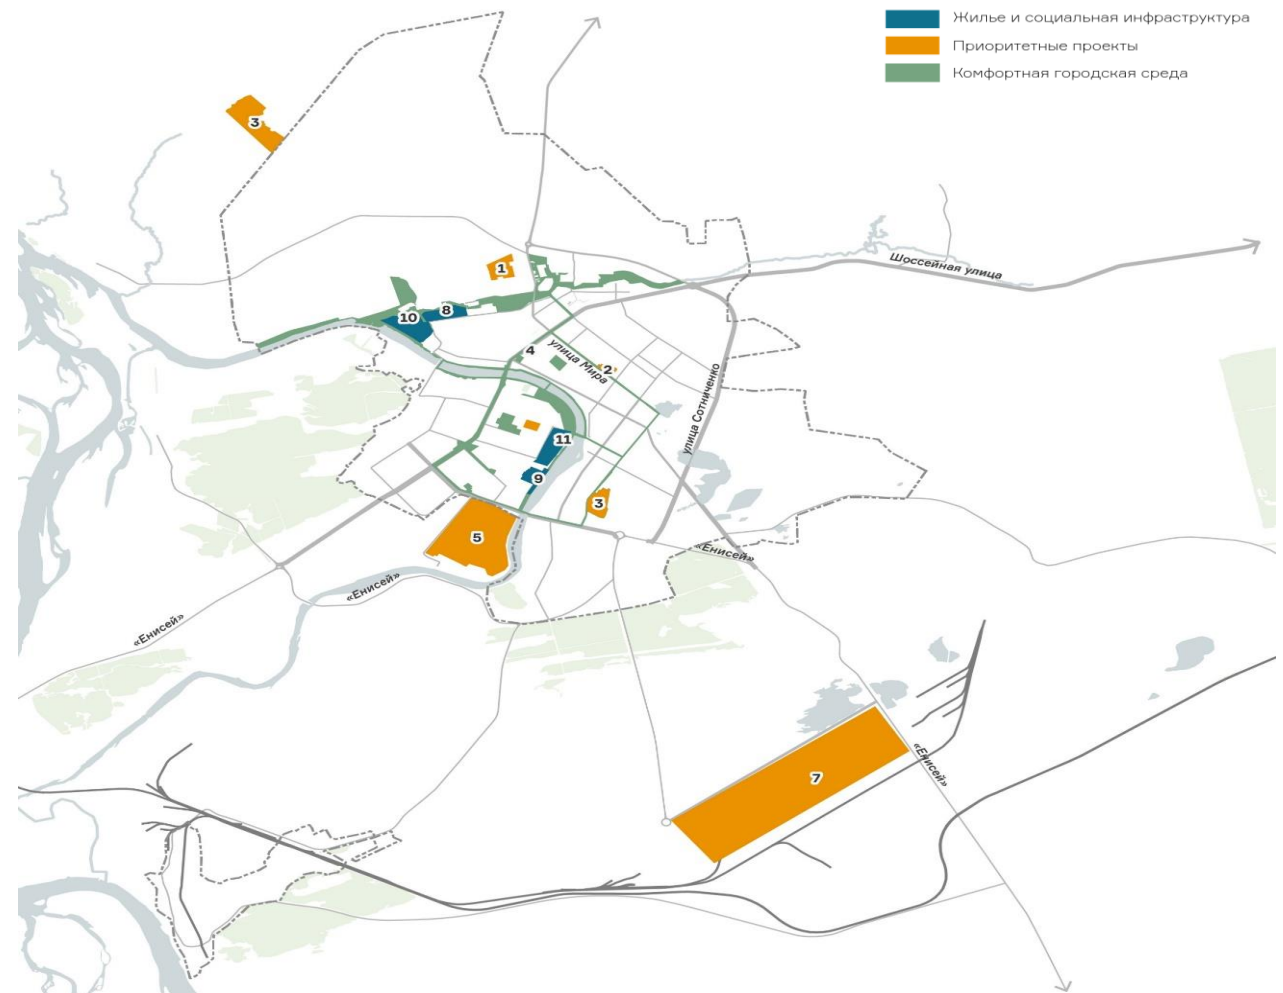 Жилье и социальная инфраструктура
Приоритетные проекты
Комфортная городская среда
3
Шоссейная улица
1
8
10
4
улица Мира
2
улица Сотниченко
11
9
3
5
«Енисей»
«Енисей»
«Енисей»
7
«Енисей»